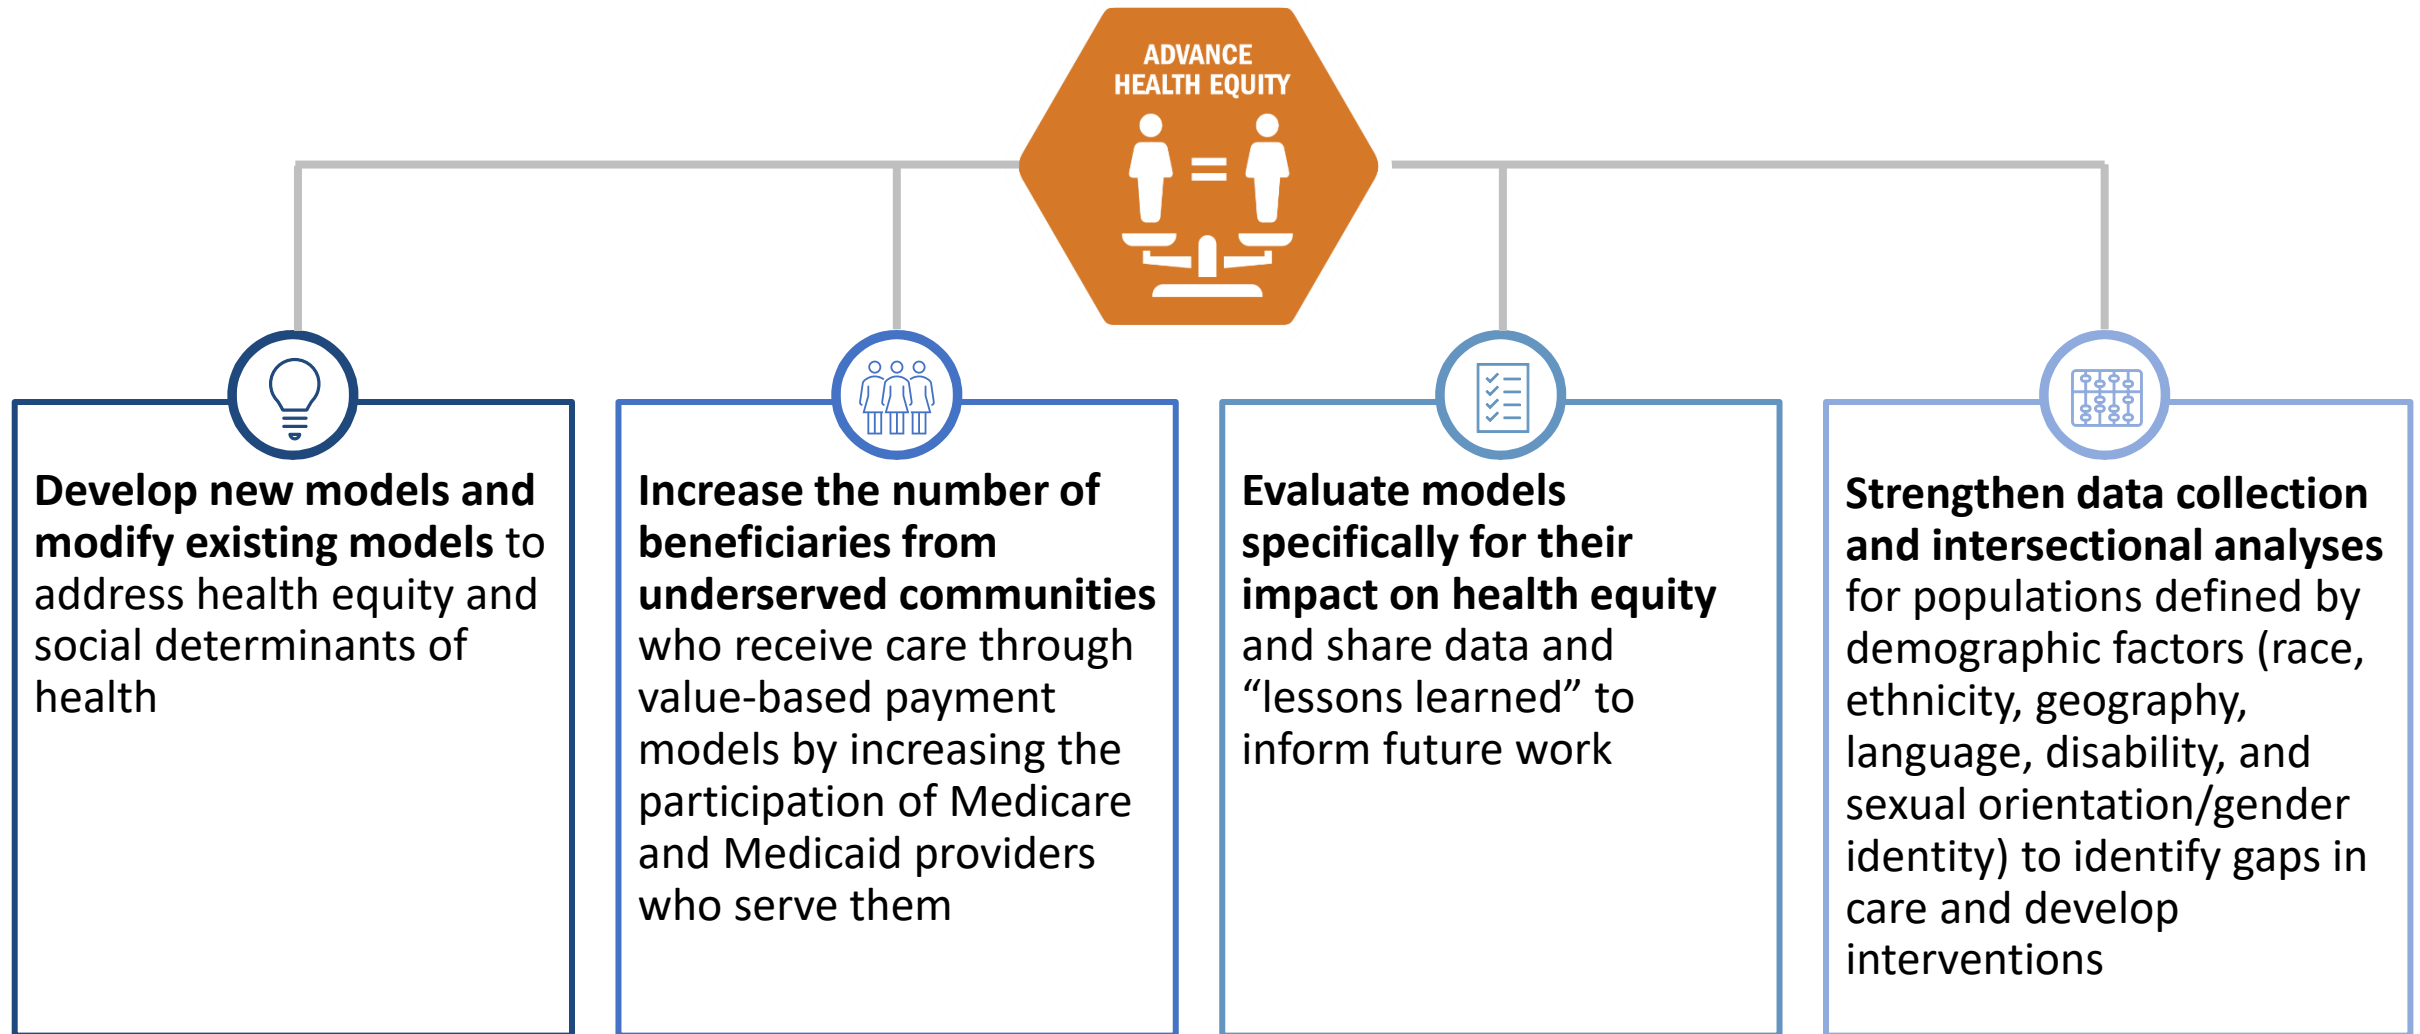 ADVANCE
HEALTH EQUITY
Develop new models and
modify existing models to
address health equity and
social determinants of
health
Increase the number of
beneficiaries from
underserved communities
who receive care through
value-based payment
models by increasing the
participation of Medicare
and Medicaid providers
who serve them
Evaluate models
specifically for their
impact on health equity
and share data and
“lessons learned” to
inform future work
Strengthen data collection
and intersectional analyses
for populations defined by
demographic factors (race,
ethnicity, geography,
language, disability, and
sexual orientation/gender
identity) to identify gaps in
care and develop
interventions